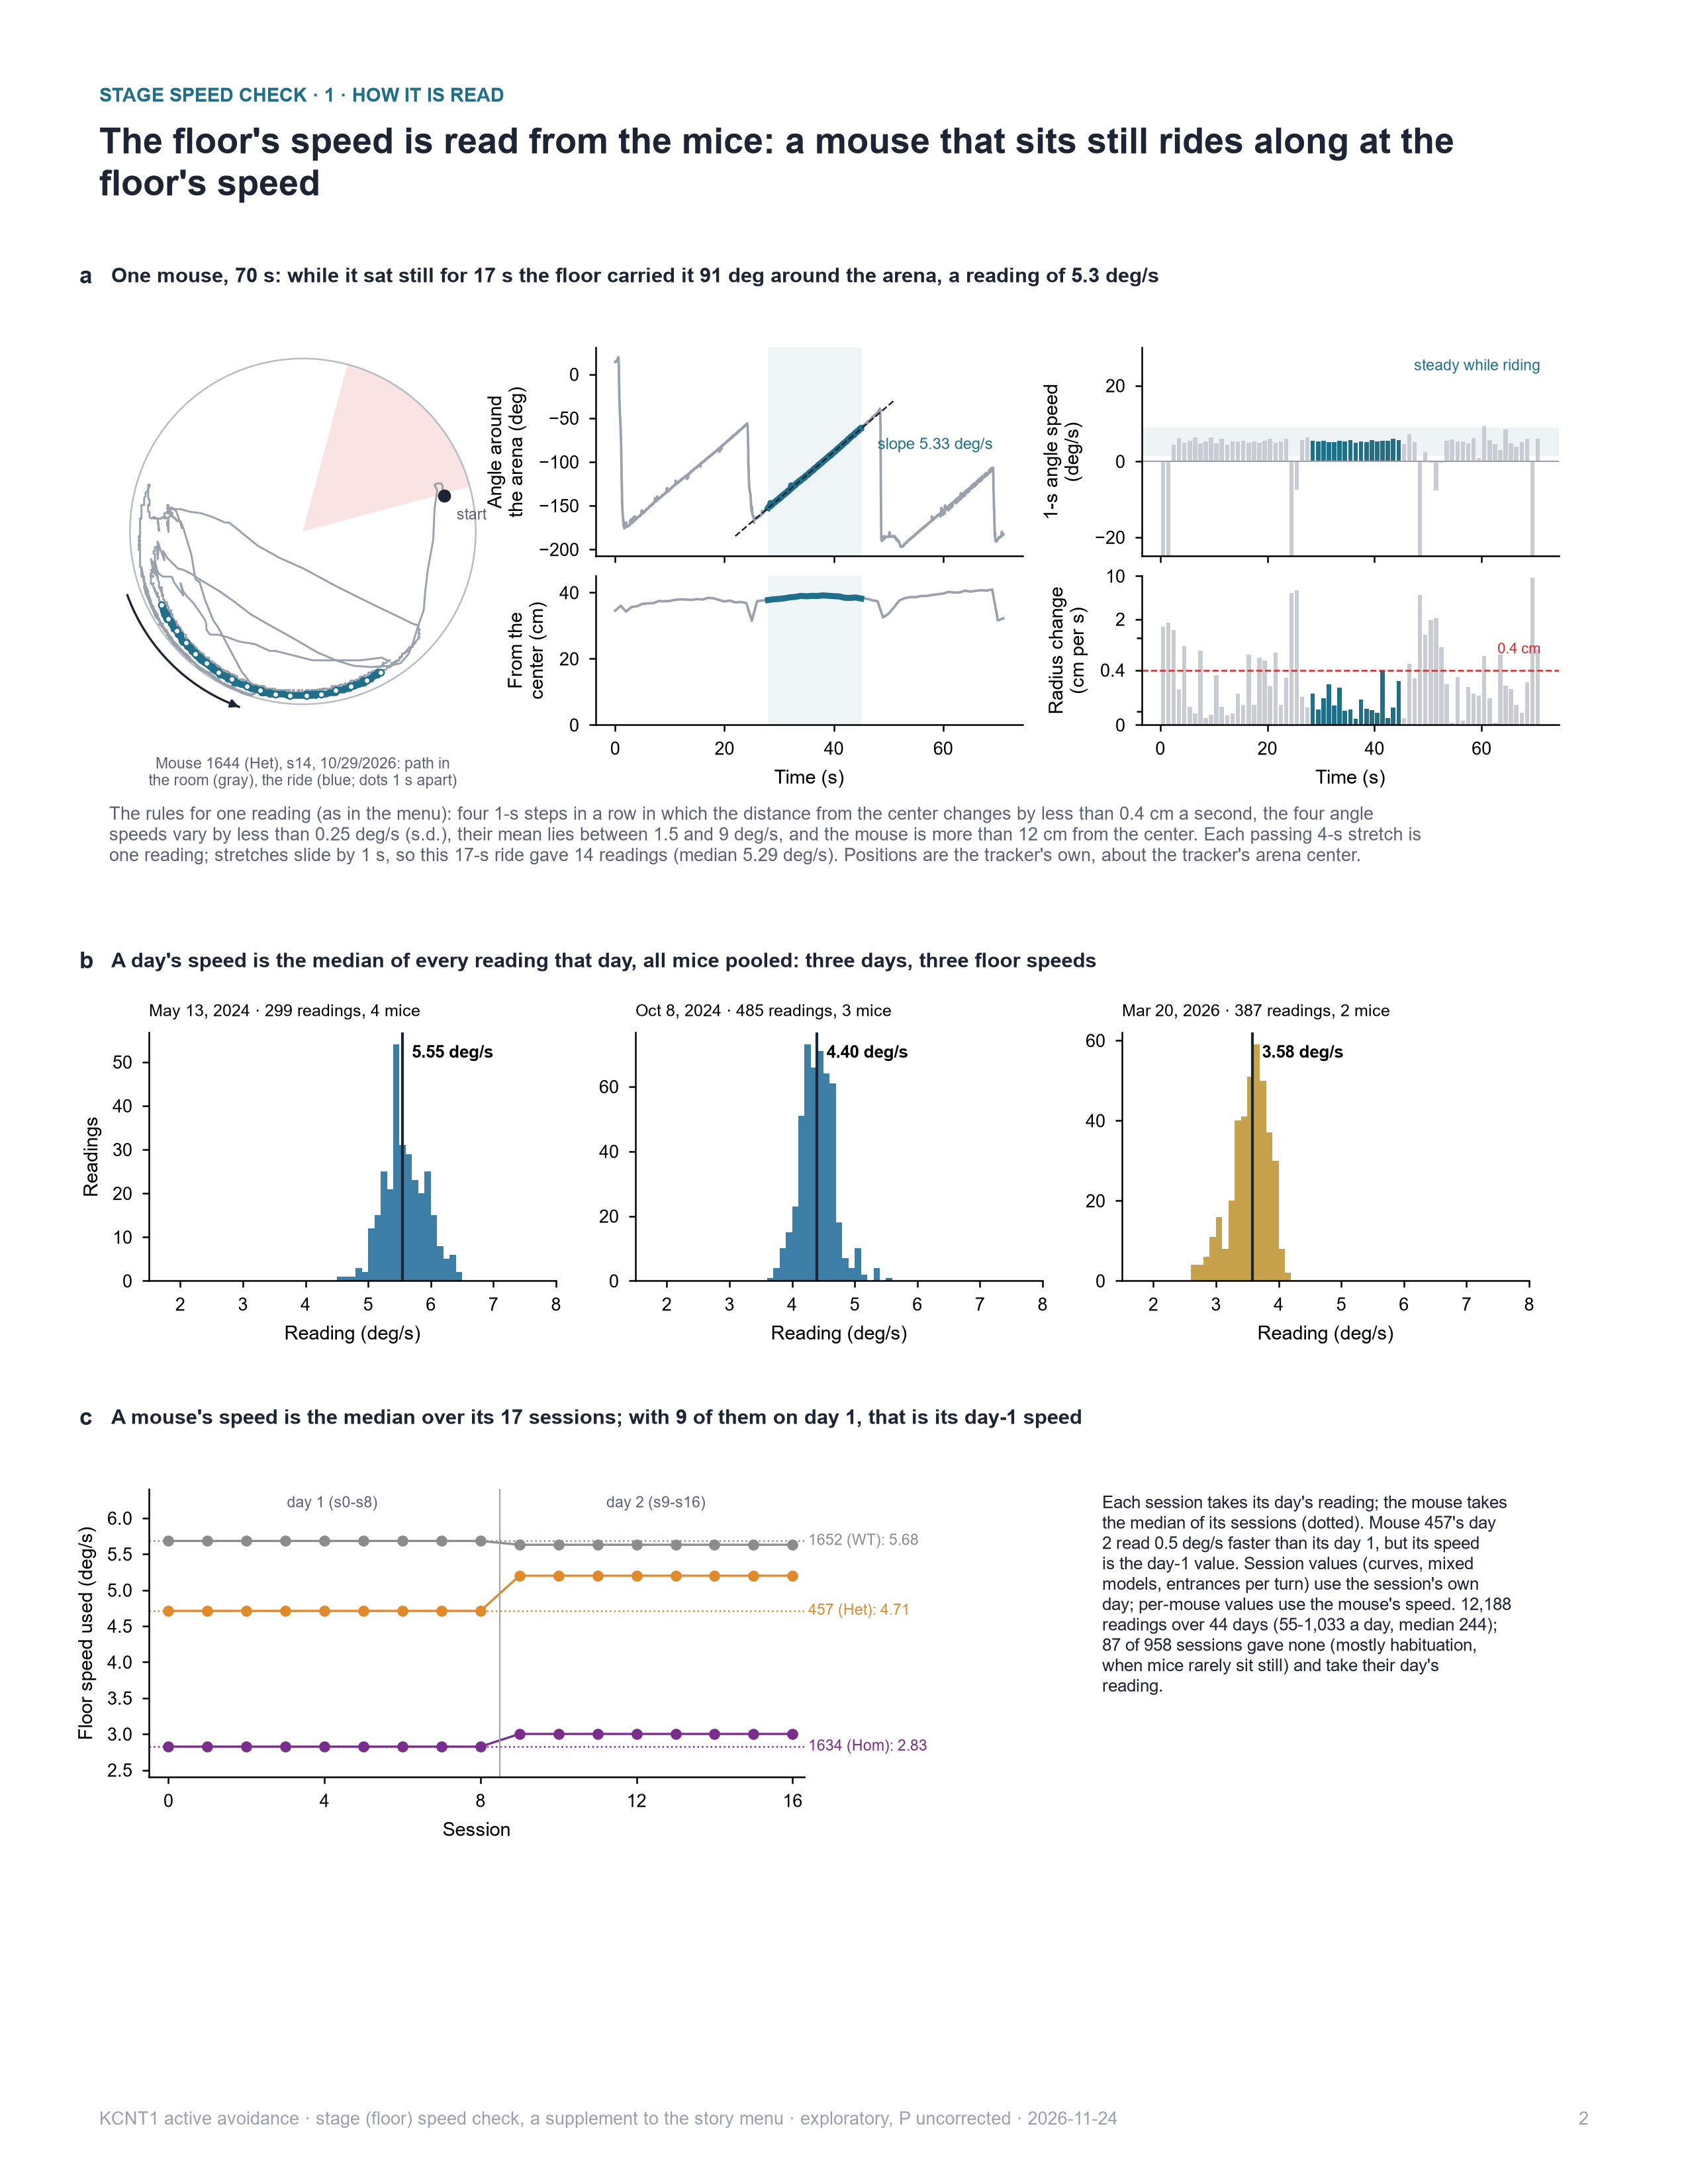 STAGE SPEED CHECK · 1 · HOW IT IS READ
The floor's speed is read from the mice: a mouse that sits still rides along at the
floor's speed
a One mouse, 70 s: while it sat still for 17 s the floor carried it 91 deg around the arena, a reading of 5.3 deg/s
start
Mouse 1644 (Het), s14, 10/29/2026: path in
the room (gray), the ride (blue; dots 1 s apart)
Angle around
the arena (deg)
0
−50
−100
−150
−200
slope 5.33 deg/s
From the
center (cm)
40
20
0
0 20 40 60
Time (s)
1-s angle speed
(deg/s)
20
0
−20
steady while riding
Radius change
(cm per s)
10
2
0.4
0
0.4 cm
0 20 40 60
Time (s)
The rules for one reading (as in the menu): four 1-s steps in a row in which the distance from the center changes by less than 0.4 cm a second, the four angle
speeds vary by less than 0.25 deg/s (s.d.), their mean lies between 1.5 and 9 deg/s, and the mouse is more than 12 cm from the center. Each passing 4-s stretch is
one reading; stretches slide by 1 s, so this 17-s ride gave 14 readings (median 5.29 deg/s). Positions are the tracker's own, about the tracker's arena center.
b A day's speed is the median of every reading that day, all mice pooled: three days, three floor speeds
May 13, 2024 · 299 readings, 4 mice
5.55 deg/s
Readings
50
40
30
20
10
0
2 3 4 5 6 7 8
Reading (deg/s)
Oct 8, 2024 · 485 readings, 3 mice
4.40 deg/s
60
40
20
0
2 3 4 5 6 7 8
Reading (deg/s)
Mar 20, 2026 · 387 readings, 2 mice
3.58 deg/s
60
40
20
0
2 3 4 5 6 7 8
Reading (deg/s)
c A mouse's speed is the median over its 17 sessions; with 9 of them on day 1, that is its day-1 speed
Floor speed used (deg/s)
6.0
5.5
5.0
4.5
4.0
3.5
3.0
2.5
day 1 (s0-s8)
day 2 (s9-s16)
1652 (WT): 5.68
457 (Het): 4.71
1634 (Hom): 2.83
0 4 8 12 16
Session
Each session takes its day's reading; the mouse takes
the median of its sessions (dotted). Mouse 457's day
2 read 0.5 deg/s faster than its day 1, but its speed
is the day-1 value. Session values (curves, mixed
models, entrances per turn) use the session's own
day; per-mouse values use the mouse's speed. 12,188
readings over 44 days (55-1,033 a day, median 244);
87 of 958 sessions gave none (mostly habituation,
when mice rarely sit still) and take their day's
reading.
KCNT1 active avoidance · stage (floor) speed check, a supplement to the story menu · exploratory, P uncorrected · 2026-11-24
2